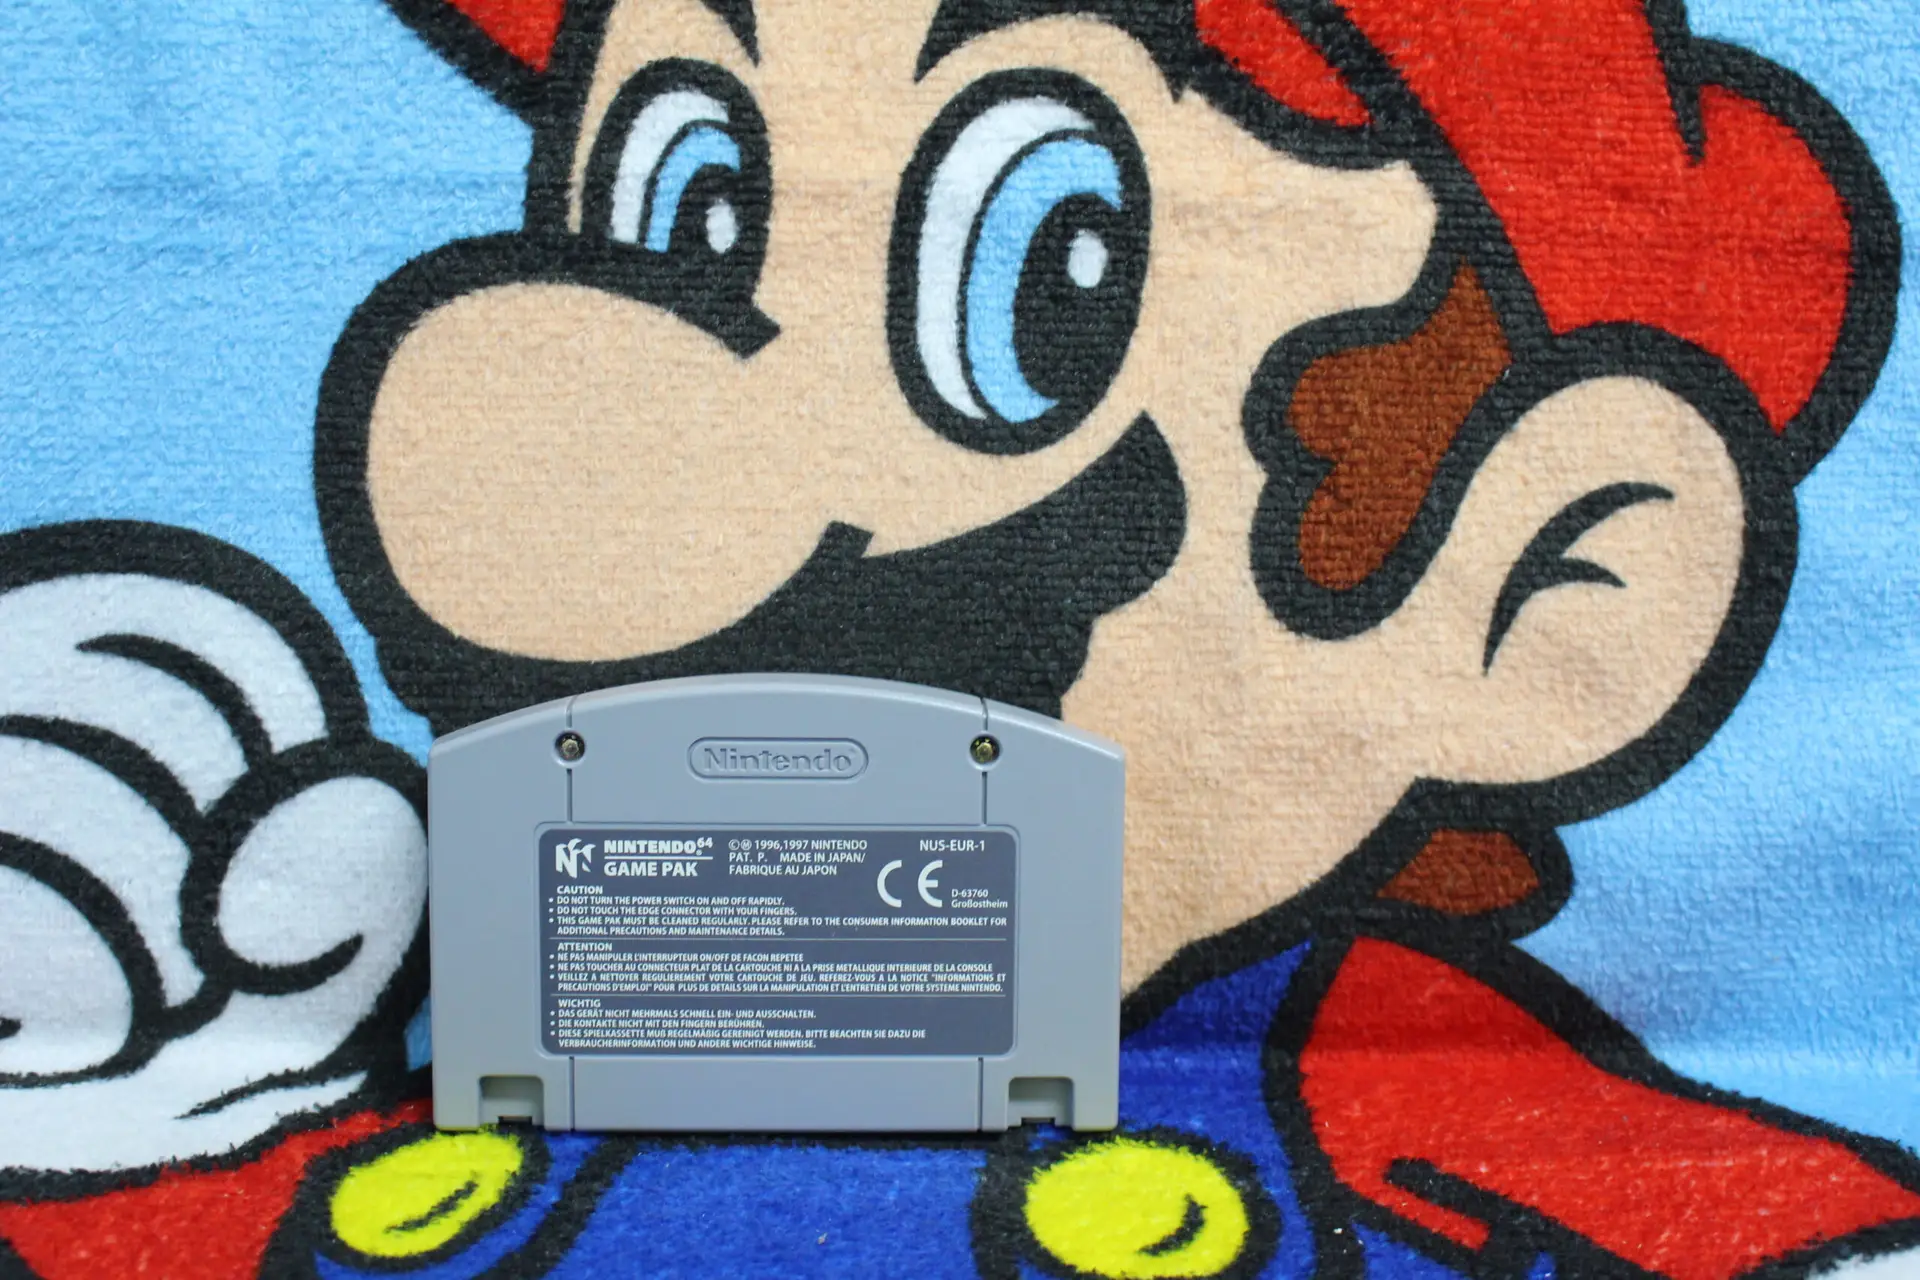 Nintendo
NINTENDO 64
GAME PAK
©Ⓜ 1996,1997 NINTENDO
PAT. P. MADE IN JAPAN/
FABRIQUE AU JAPON
NUS-EUR-1
CE
D-63760
Großostheim
CAUTION
• DO NOT TURN THE POWER SWITCH ON AND OFF RAPIDLY.
• DO NOT TOUCH THE EDGE CONNECTOR WITH YOUR FINGERS.
• THIS GAME PAK MUST BE CLEANED REGULARLY. PLEASE REFER TO THE CONSUMER INFORMATION BOOKLET FOR
ADDITIONAL PRECAUTIONS AND MAINTENANCE DETAILS.
ATTENTION
• NE PAS MANIPULER L'INTERRUPTEUR ON/OFF DE FACON REPETEE
• NE PAS TOUCHER AU CONNECTEUR PLAT DE LA CARTOUCHE NI A LA PRISE METALLIQUE INTERIEURE DE LA CONSOLE
• VEILLEZ A NETTOYER REGULIEREMENT VOTRE CARTOUCHE DE JEU. REFEREZ-VOUS A LA NOTICE "INFORMATIONS ET
PRECAUTIONS D'EMPLOI" POUR PLUS DE DETAILS SUR LA MANIPULATION ET L'ENTRETIEN DE VOTRE SYSTEME NINTENDO.
WICHTIG
• DAS GERÄT NICHT MEHRMALS SCHNELL EIN- UND AUSSCHALTEN.
• DIE KONTAKTE NICHT MIT DEN FINGERN BERÜHREN.
• DIESE SPIELKASSETTE MUß REGELMÄßIG GEREINIGT WERDEN. BITTE BEACHTEN SIE DAZU DIE
VERBRAUCHERINFORMATION UND ANDERE WICHTIGE HINWEISE.